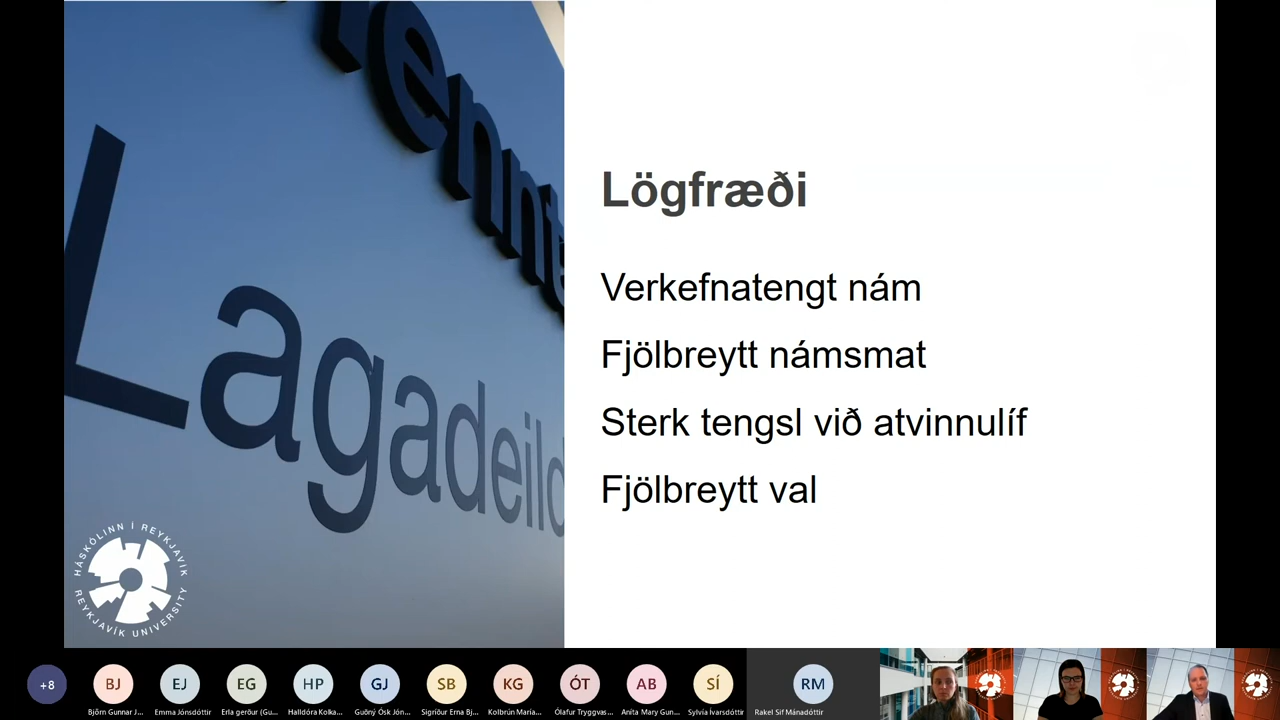 ennt
Lagadeild
HÁSKÓLINN Í REYKJAVÍK
REYKJAVIK UNIVERSITY
Lögfræði
Verkefnatengt nám
Fjölbreytt námsmat
Sterk tengsl við atvinnulíf
Fjölbreytt val
+8
BJ
EJ
EG
HP
GJ
SB
KG
ÓT
AB
SÍ
RM
Björn Gunnar J...
Emma Jónsdóttir
Erla gerður (Gu...
Halldóra Kolka...
Guðný Ósk Jón...
Sigríður Erna Bj...
Kolbrún María...
Ólafur Tryggvas...
Aníta Mary Gun...
Sylvía Ívarsdóttir
Rakel Sif Mánadóttir